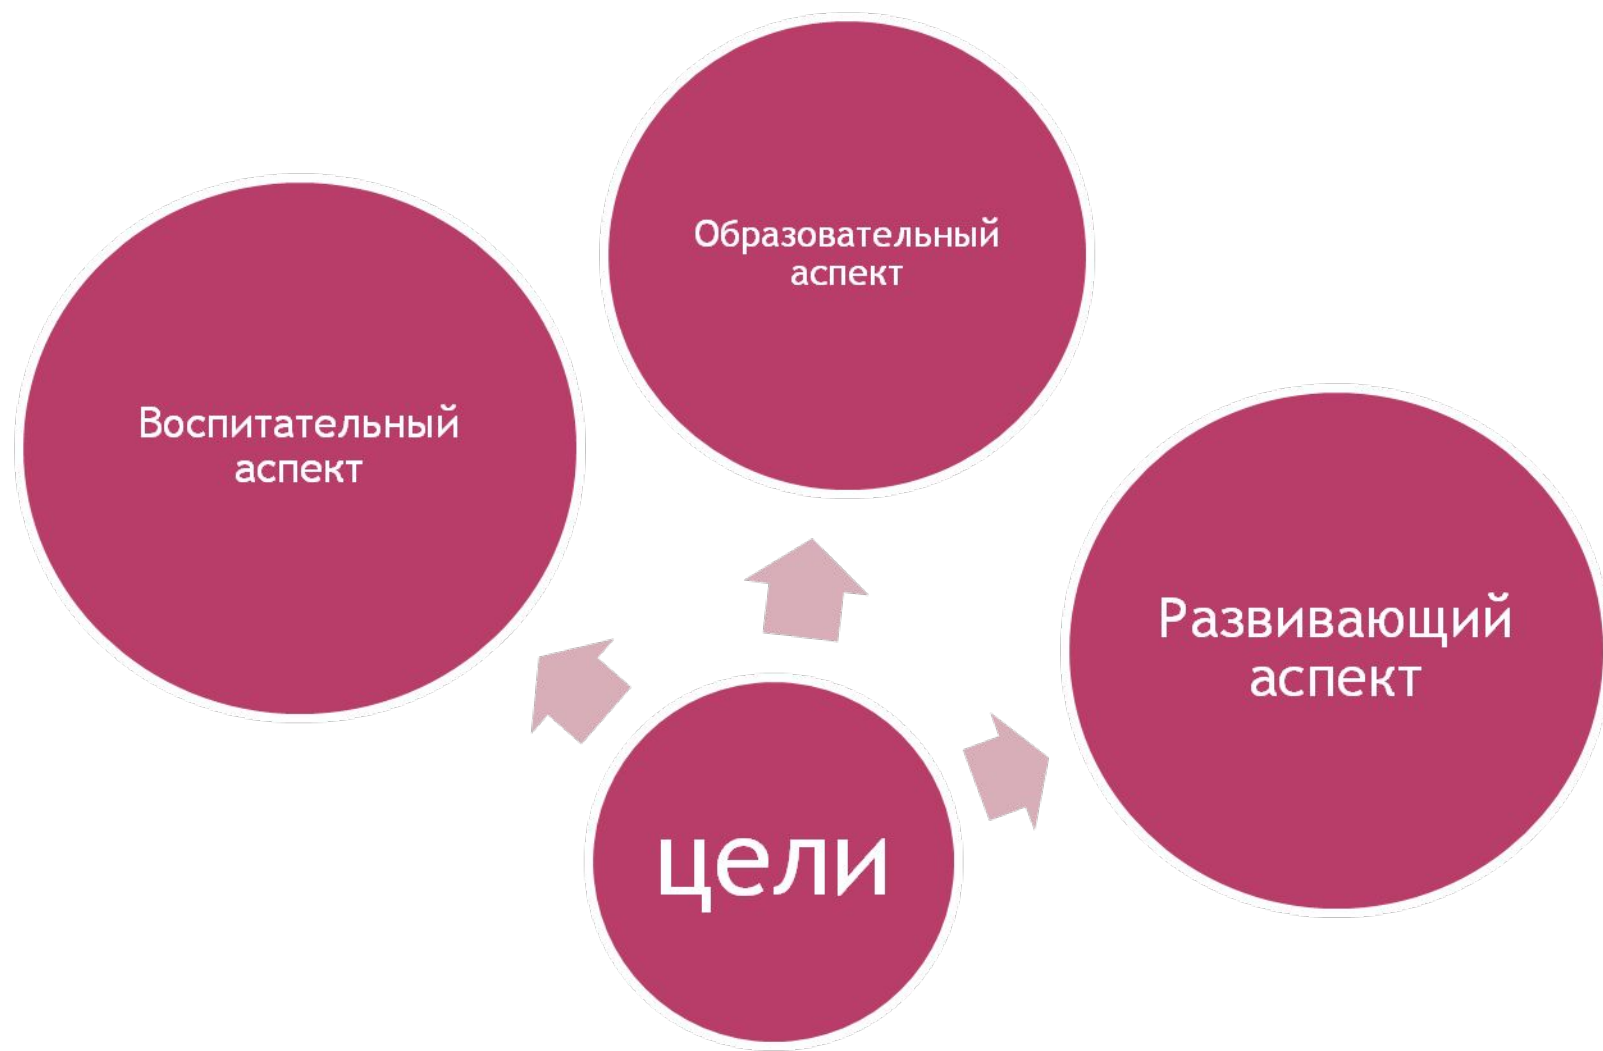 Образовательный
аспект
Воспитательный
аспект
Развивающий
аспект
цели